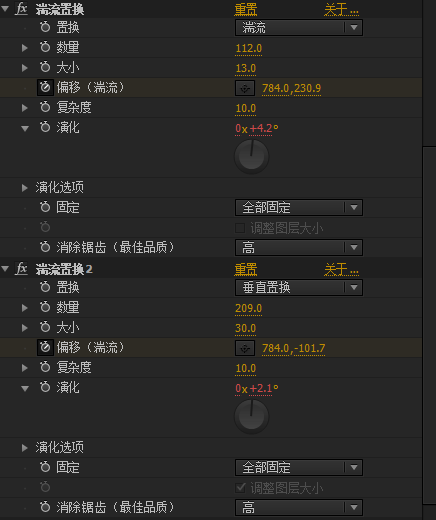 fx 湍流置换 重置 关于...
置换 湍流
数量 112.0
大小 13.0
偏移（湍流） 784.0,230.9
复杂度 10.0
演化 0x+4.2°
演化选项
固定 全部固定
调整图层大小
消除锯齿（最佳品质） 高
fx 湍流置换 2 重置 关于...
置换 垂直置换
数量 209.0
大小 30.0
偏移（湍流） 784.0,-101.7
复杂度 10.0
演化 0x+2.1°
演化选项
固定 全部固定
调整图层大小
消除锯齿（最佳品质） 高